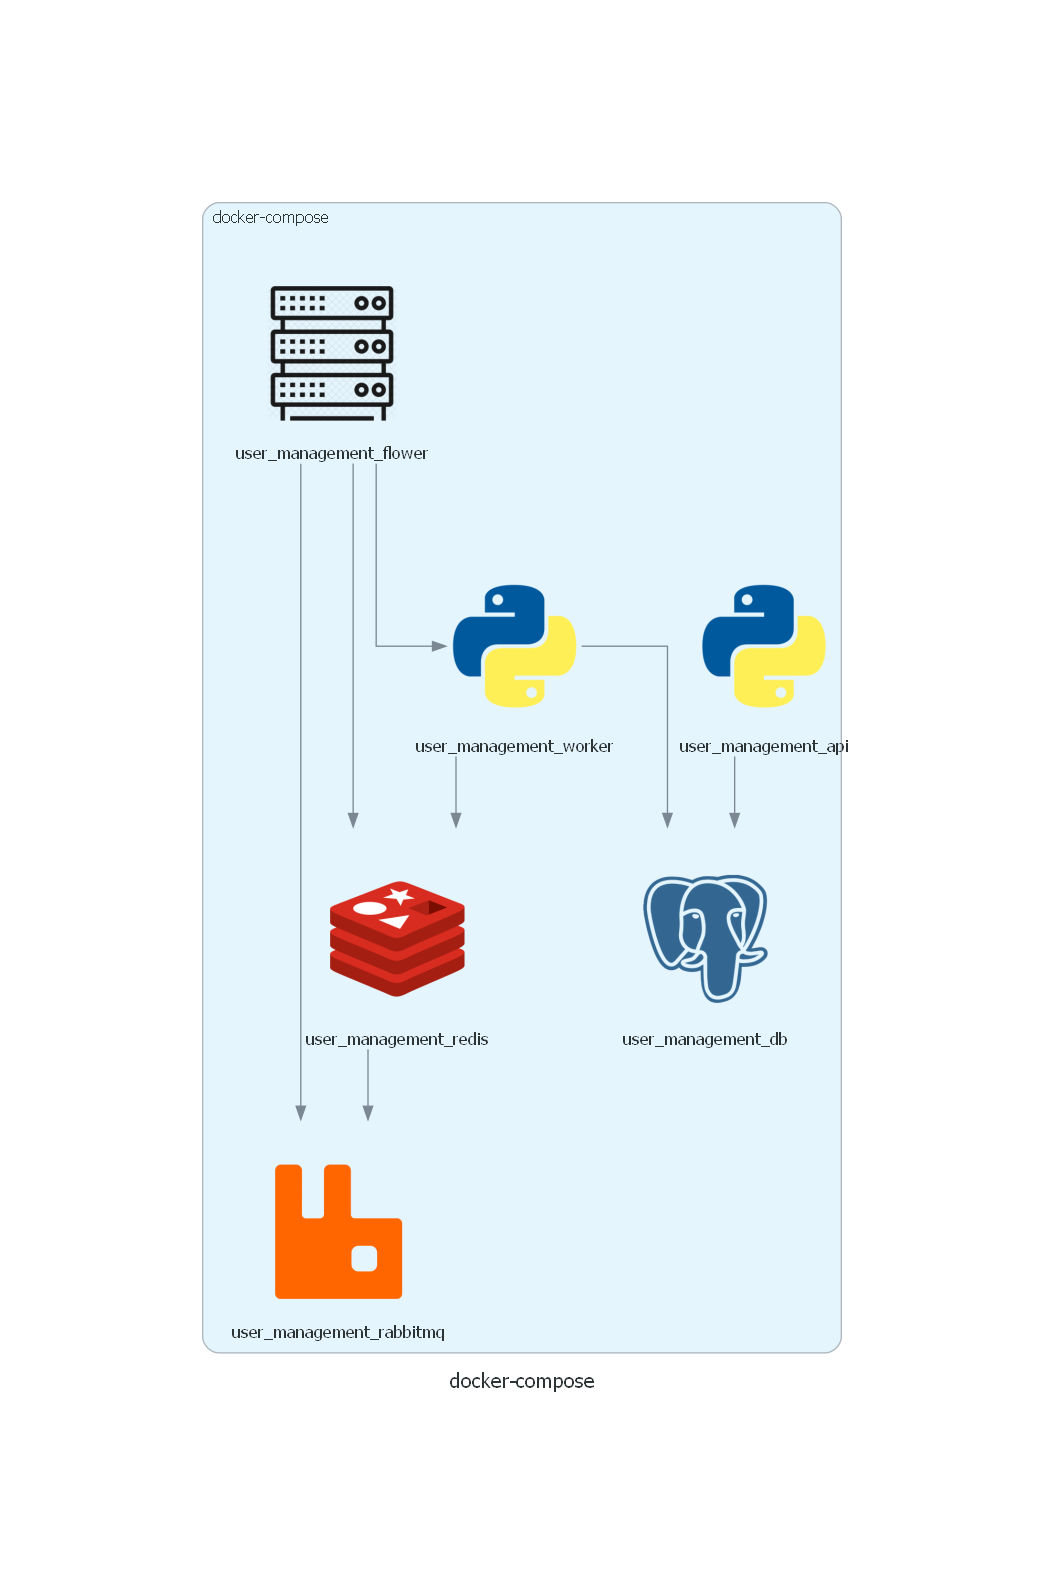 docker-compose
user_management_flower
user_management_worker
user_management_api
user_management_redis
user_management_db
user_management_rabbitmq
docker-compose